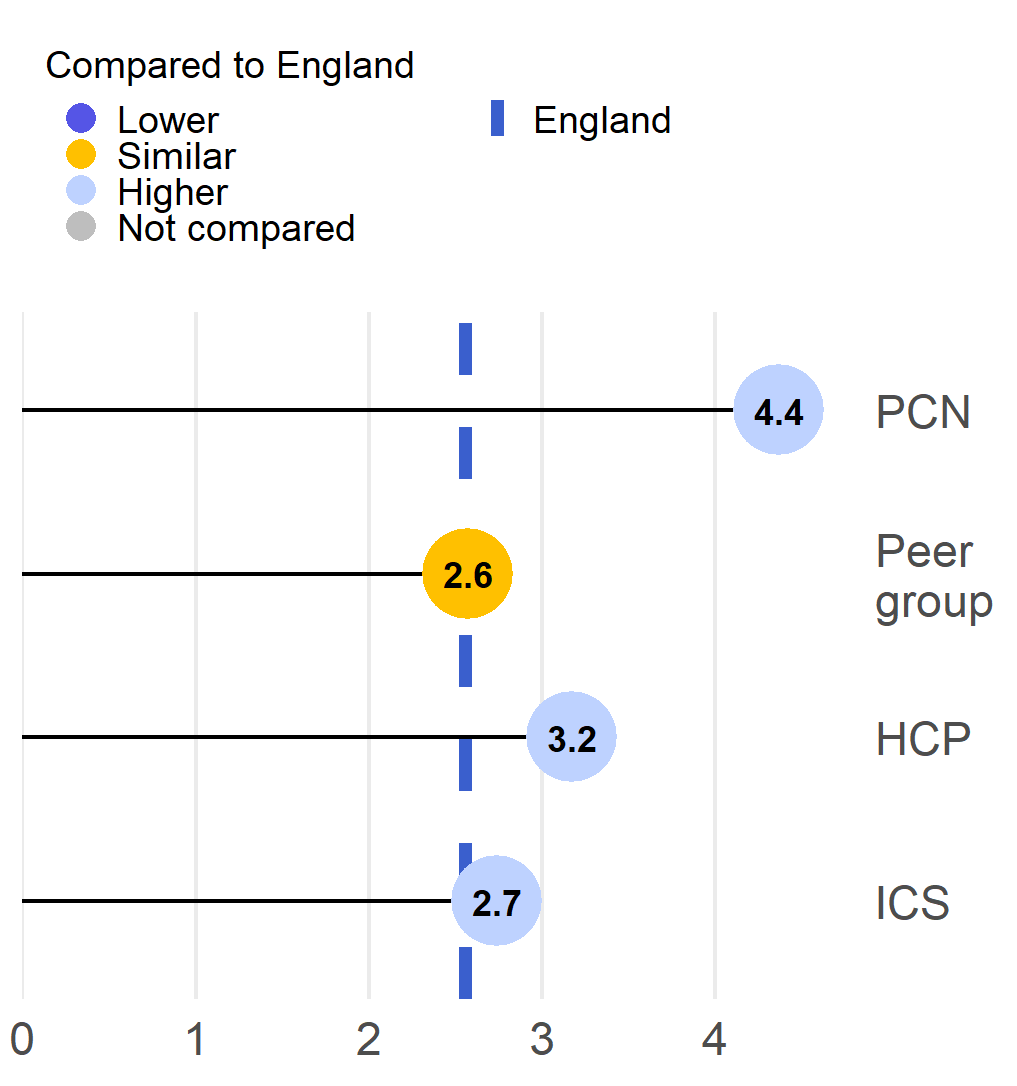 Compared to England
Lower
Similar
Higher
Not compared
England
4.4
PCN
2.6
Peer
group
3.2
HCP
2.7
ICS
0 1 2 3 4